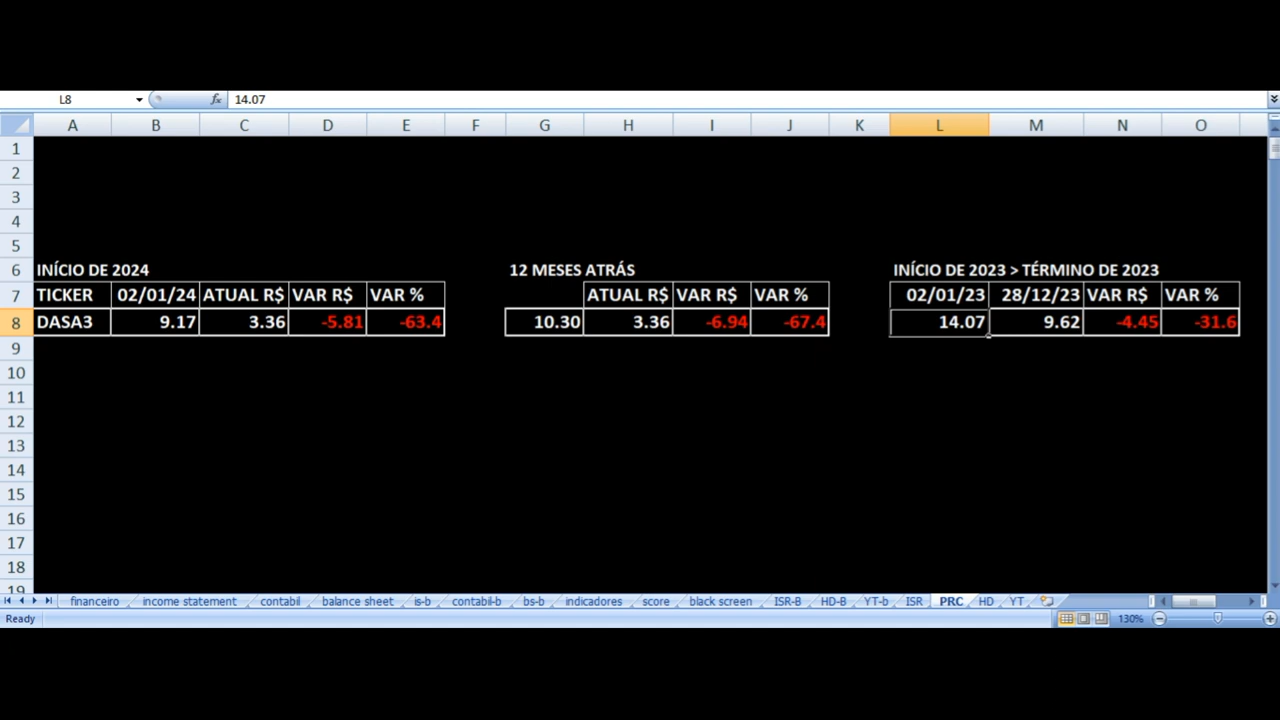 L8 fx 14.07
A B C D E F G H I J K L M N O
1
2
3
4
5
6 INÍCIO DE 2024 12 MESES ATRÁS INÍCIO DE 2023 > TÉRMINO DE 2023
7 TICKER 02/01/24 ATUAL R$ VAR R$ VAR % ATUAL R$ VAR R$ VAR % 02/01/23 28/12/23 VAR R$ VAR %
8 DASA3 9.17 3.36 -5.81 -63.4 10.30 3.36 -6.94 -67.4 14.07 9.62 -4.45 -31.6
9
10
11
12
13
14
15
16
17
18
19
financeiro income statement contabil balance sheet is-b contabil-b bs-b indicadores score black screen ISR-B HD-B YT-b ISR PRC HD YT
Ready 130%